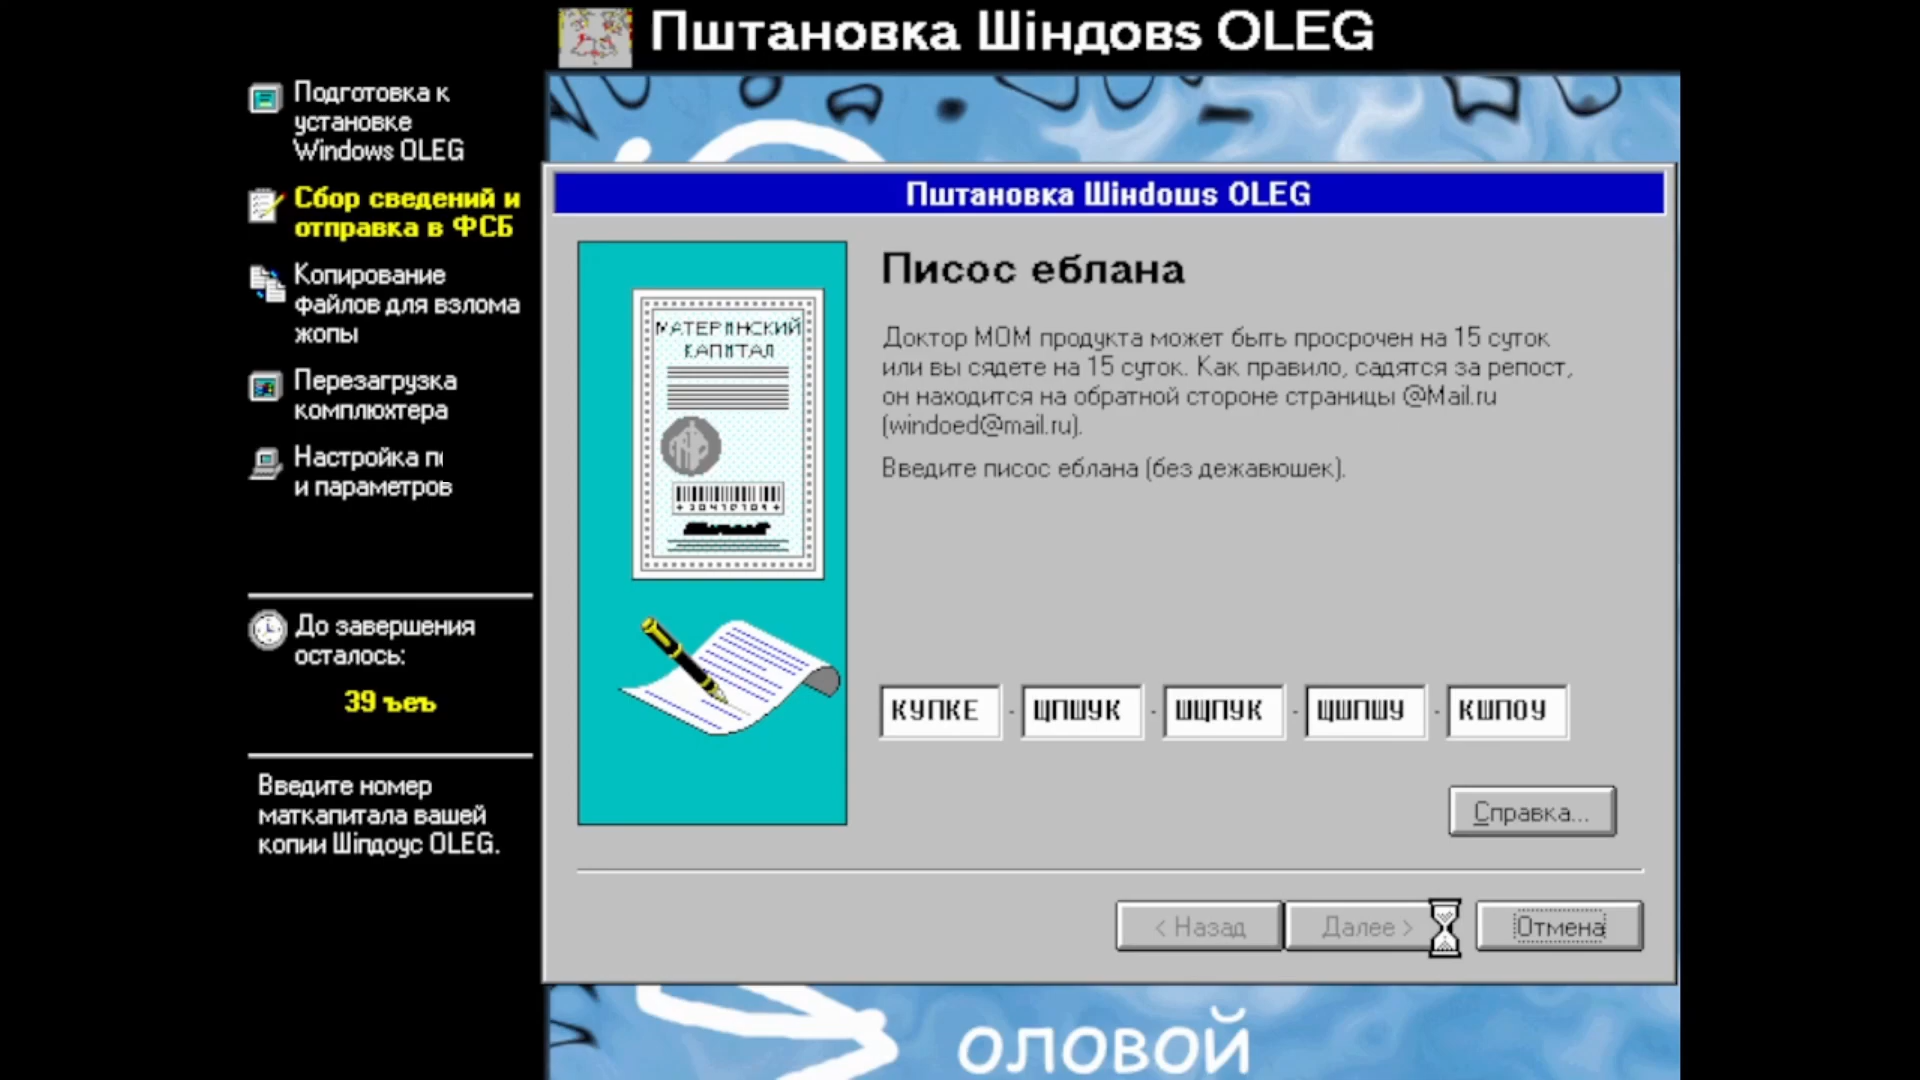 Пштановка Шiндовs OLEG
Подготовка к
установке
Windows OLEG
Сбор сведений и
отправка в ФСБ
Копирование
файлов для взлома
жопы
Перезагрузка
комплюхтера
Настройка
и параметров
До завершения
осталось:
39 ъеъ
Введите номер
маткапитала вашей
копии Шiпдоус OLEG.
Пштановка Шiнdoшs OLEG
МАТЕРИНСКИЙ
КАПИТАЛ
Писос еблана
Доктор МОМ продукта может быть просрочен на 15 суток
или вы сядете на 15 суток. Как правило, садятся за репост,
он находится на обратной стороне страницы @Mail.ru
(windoed@mail.ru).
Введите писос еблана (без дежавюшек).
КУПКЕ - ЦПШУК - ШЩПУК - ЦШПШУ - КШПОУ
Справка...
< Назад Далее > Отмена
оловой